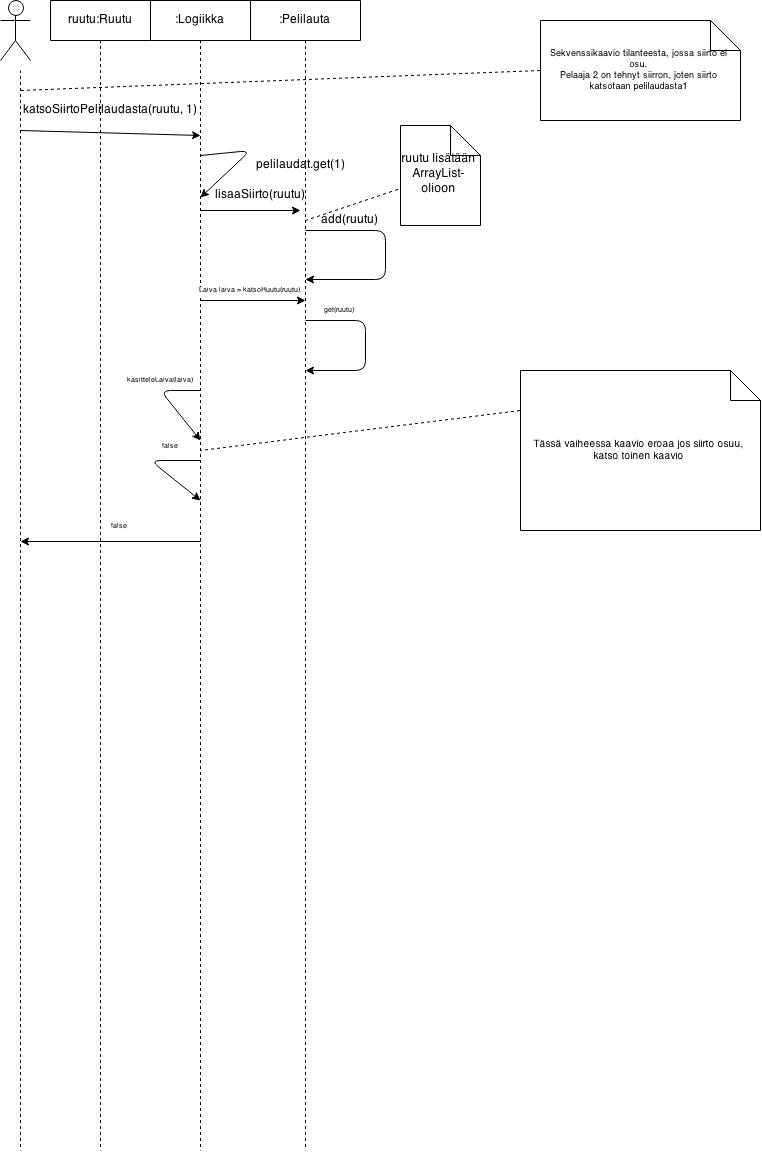 ruutu:Ruutu
:Logiikka
:Pelilauta
Sekvenssikaavio tilanteesta, jossa siirto ei
osu.
Pelaaja 2 on tehnyt siirron, joten siirto
katsotaan pelilaudasta1
katsoSiirtoPelilaudasta(ruutu, 1)
pelilaudat.get(1)
ruutu lisätään
ArrayList-
olioon
lisaaSiirto(ruutu)
add(ruutu)
Laiva laiva = katsoRuutu(ruutu)
get(ruutu)
kasitteleLaiva(laiva)
false
Tässä vaiheessa kaavio eroaa jos siirto osuu,
katso toinen kaavio
false